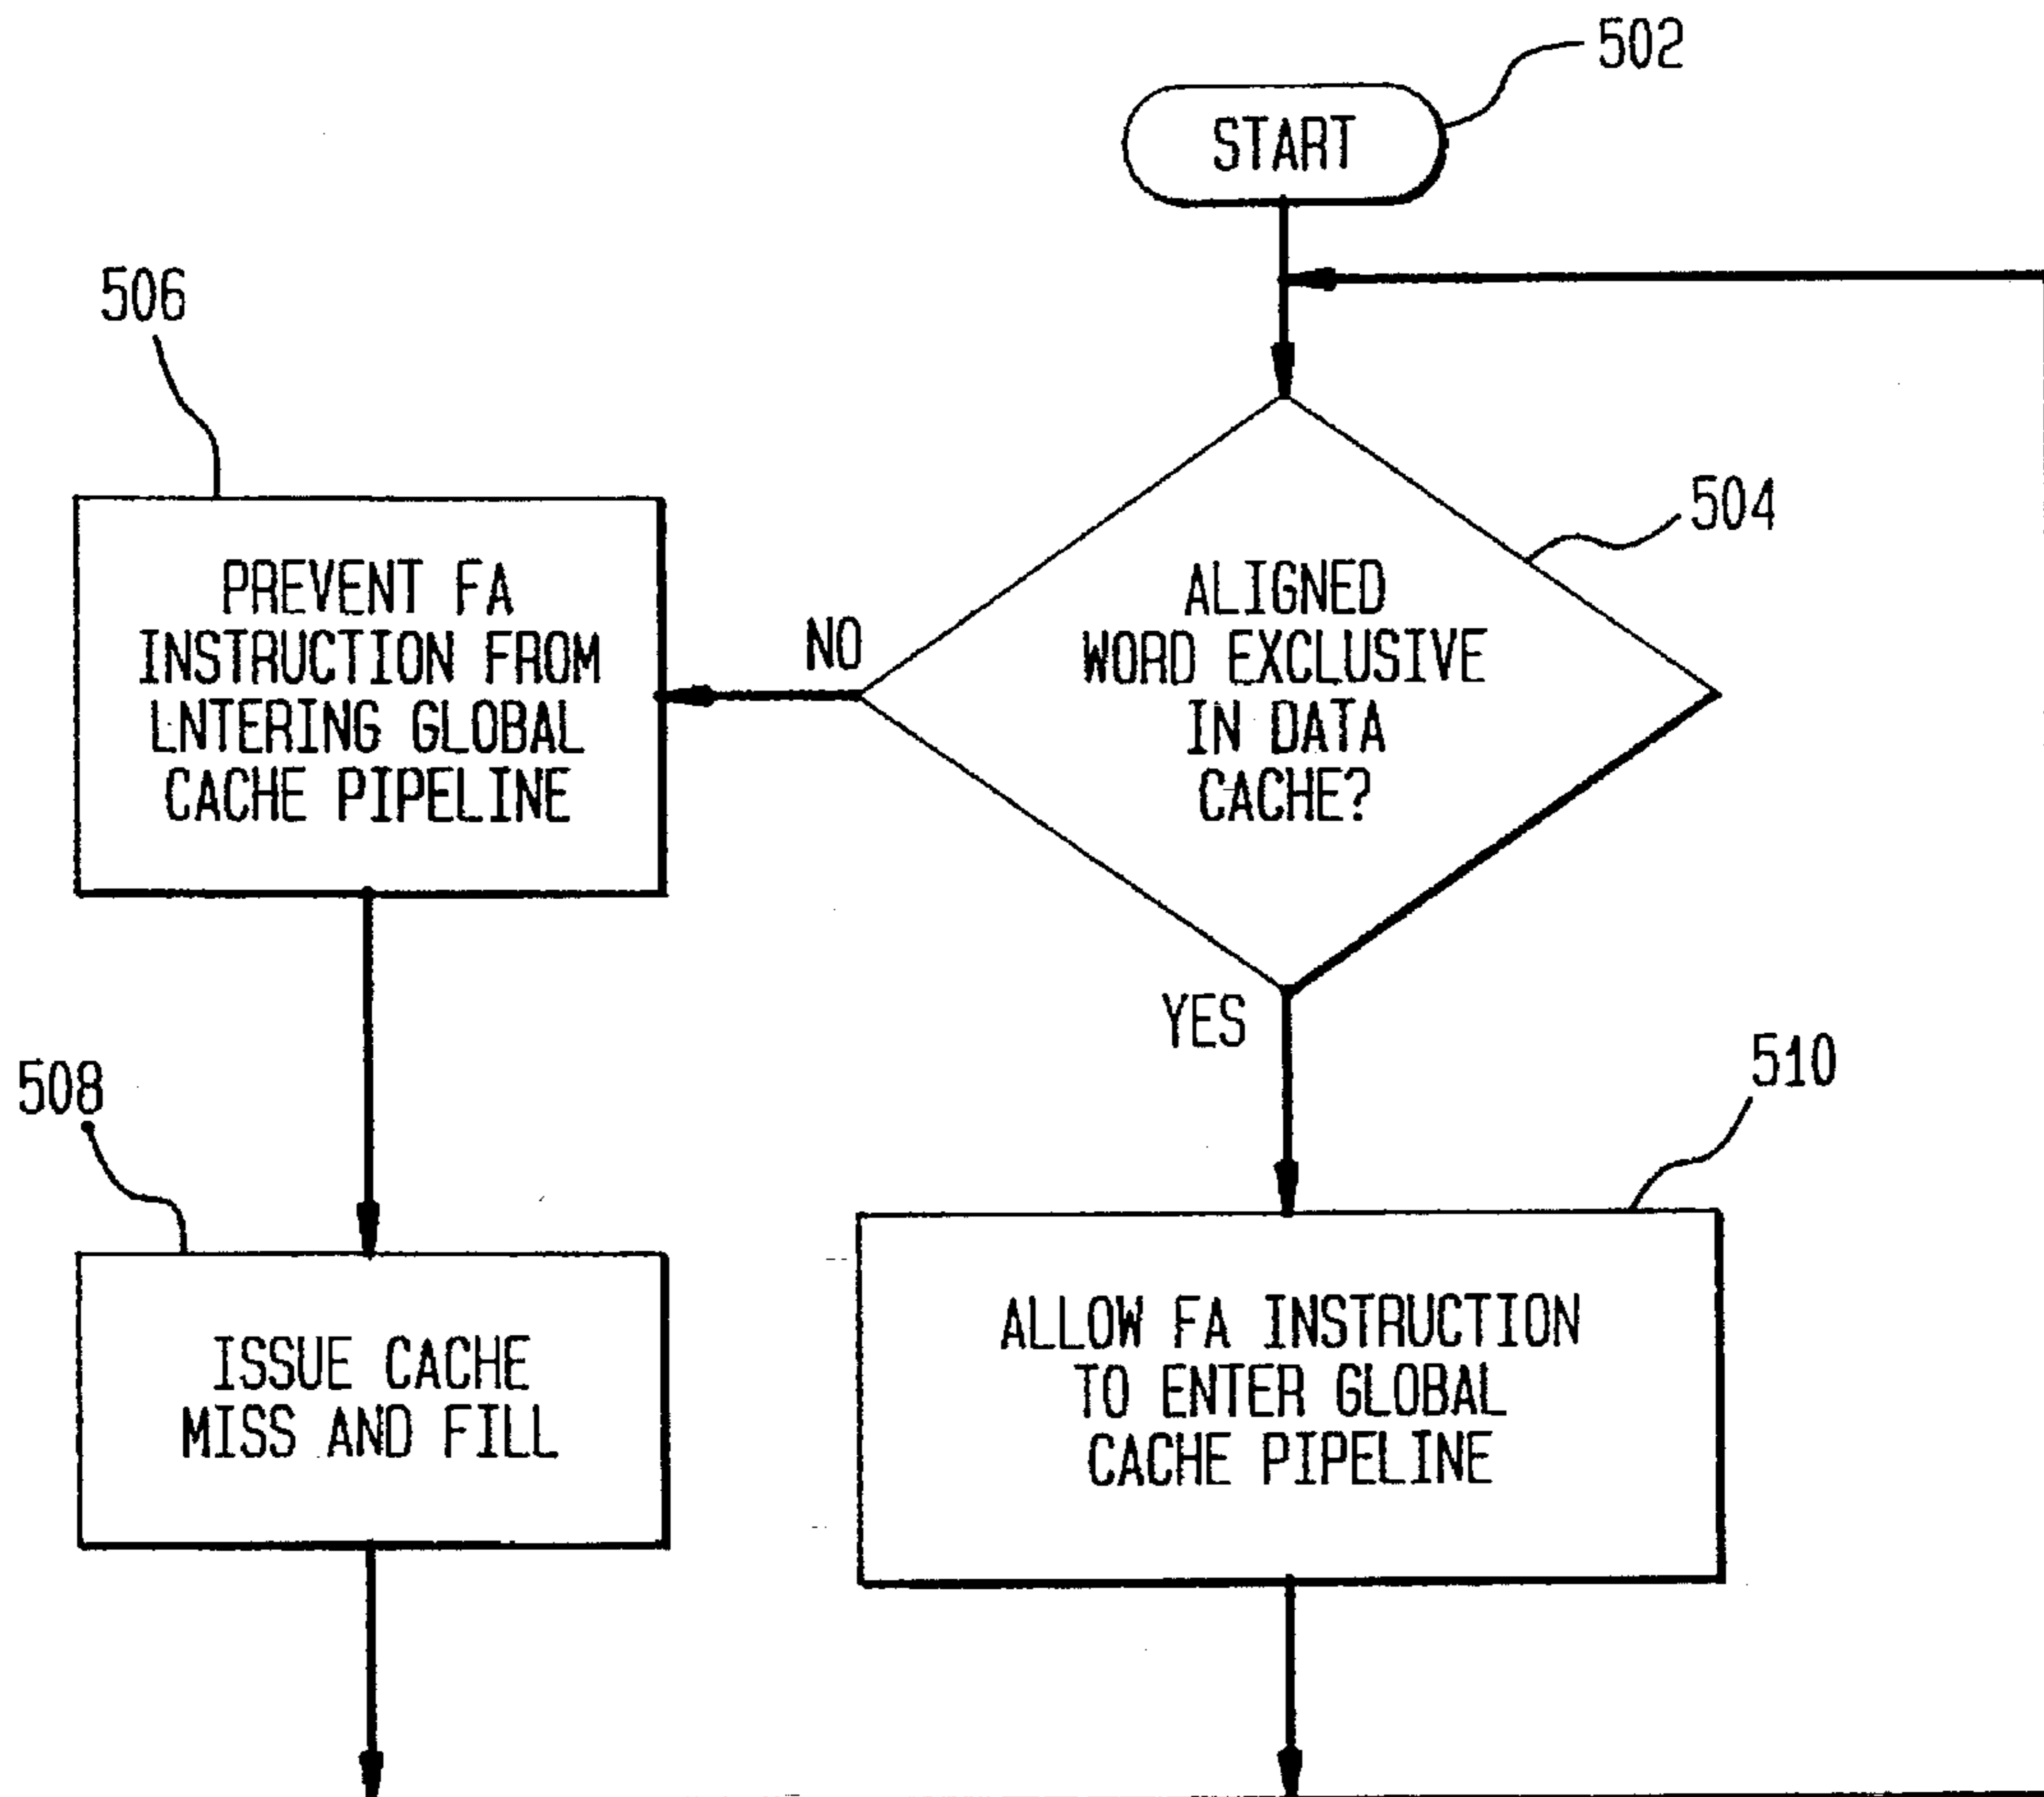 502
START
506
504
PREVENT FA
INSTRUCTION FROM
LNTERING GLOBAL
CACHE PIPELINE
NO
ALIGNED
WORD EXCLUSIVE
IN DATA
CACHE?
YES
508
510
ISSUE CACHE
MISS AND FILL
ALLOW FA INSTRUCTION
TO ENTER GLOBAL
CACHE PIPELINE